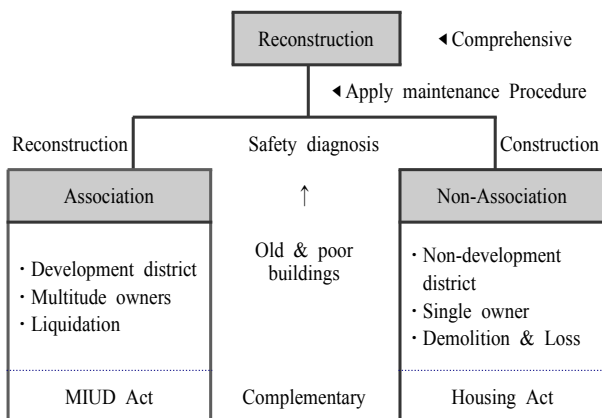 Reconstruction
◀ Comprehensive
◀ Apply maintenance Procedure
Reconstruction
Safety diagnosis
Construction
Association
↑
Non-Association
· Development district
· Multitude owners
· Liquidation
Old & poor
buildings
· Non-development
district
· Single owner
· Demolition & Loss
MIUD Act
Complementary
Housing Act